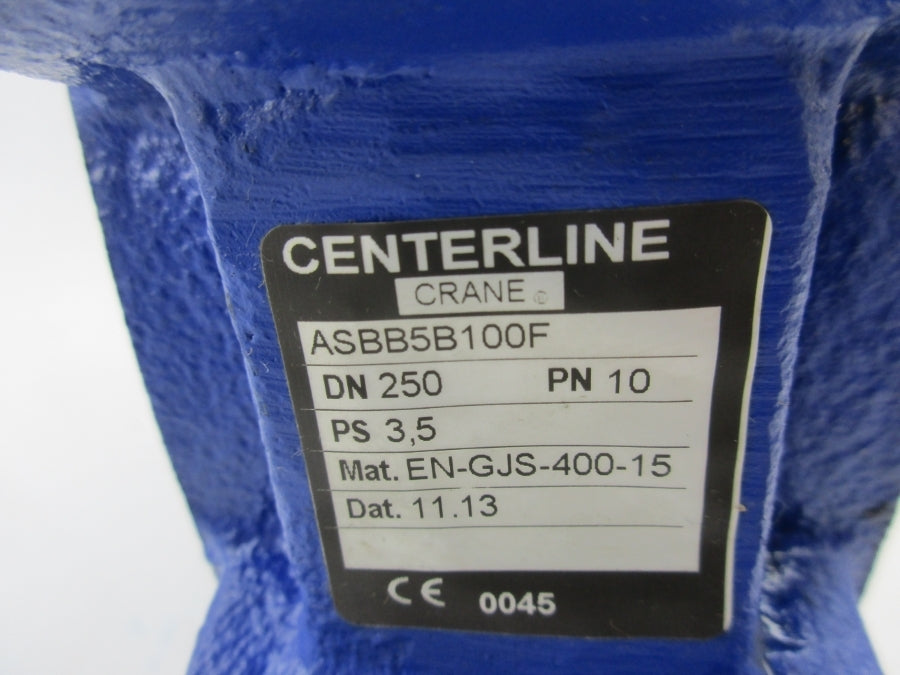 CENTERLINE
CRANE
ASBB5B100F
DN 250 PN 10
PS 3,5
Mat. EN-GJS-400-15
Dat. 11.13
CE 0045